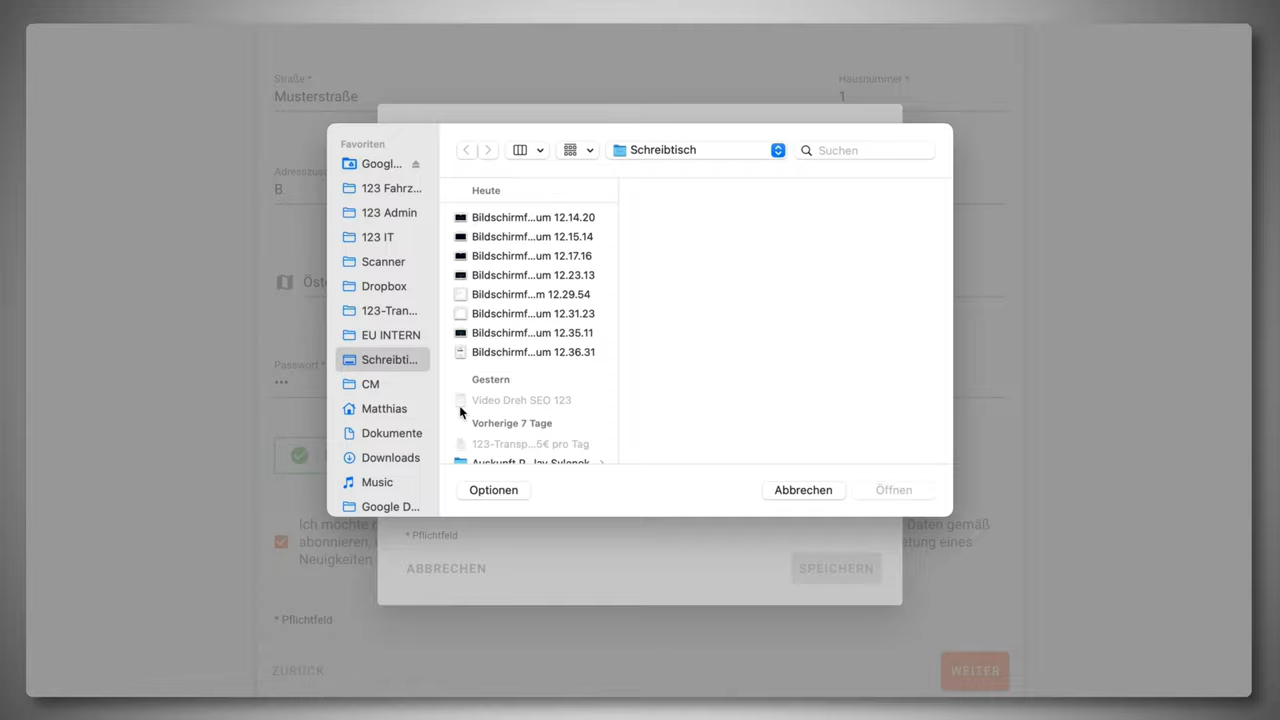 Straße *
Hausnummer *
Musterstraße
1
Favoriten
Googl...
123 Fahrz...
123 Admin
123 IT
Scanner
Dropbox
123-Tran...
EU INTERN
Schreibti...
CM
Matthias
Dokumente
Downloads
Music
Google D...
Schreibtisch
Suchen
Heute
Bildschirmf...um 12.14.20
Bildschirmf...um 12.15.14
Bildschirmf...um 12.17.16
Bildschirmf...um 12.23.13
Bildschirmf...m 12.29.54
Bildschirmf...um 12.31.23
Bildschirmf...um 12.35.11
Bildschirmf...um 12.36.31
Gestern
Video Dreh SEO 123
Vorherige 7 Tage
123-Transp...5€ pro Tag
Optionen
Abbrechen
Öffnen
Adresszus
B
Öste
Passwort *
•••
Ich möchte
Daten gemäß
abonnieren,
etung eines
Neuigkeiten
* Pflichtfeld
ABBRECHEN
SPEICHERN
* Pflichtfeld
ZURÜCK
WEITER